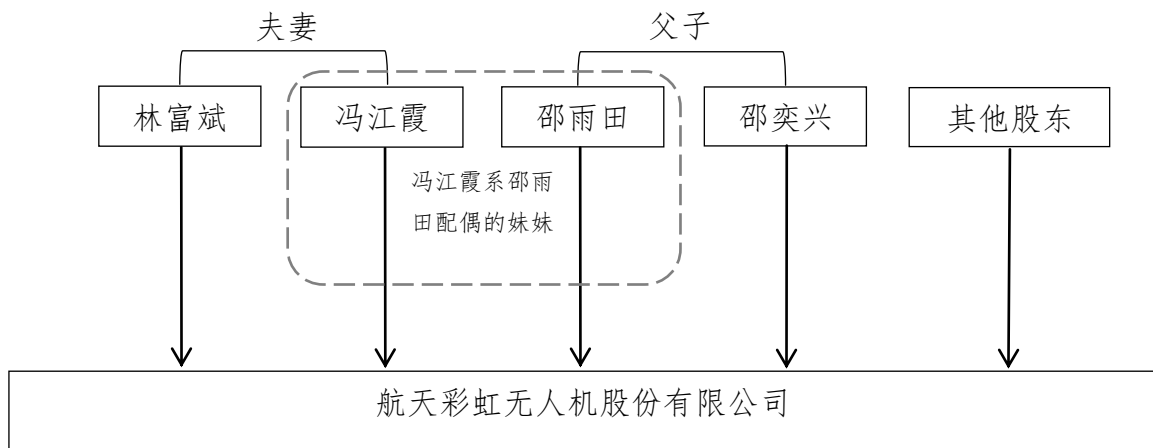 夫妻
父子
林富斌
冯江霞
邵雨田
邵奕兴
其他股东
冯江霞系邵雨
田配偶的妹妹
航天彩虹无人机股份有限公司